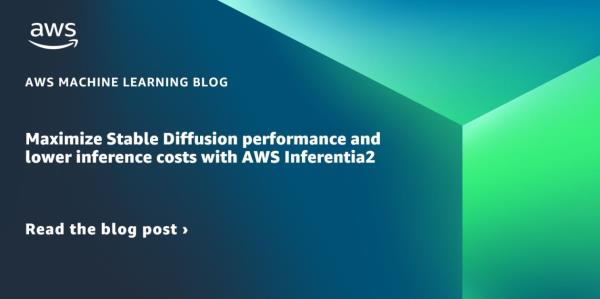 aws
AWS MACHINE LEARNING BLOG
Maximize Stable Diffusion performance and
lower inference costs with AWS Inferentia2
Read the blog post ›